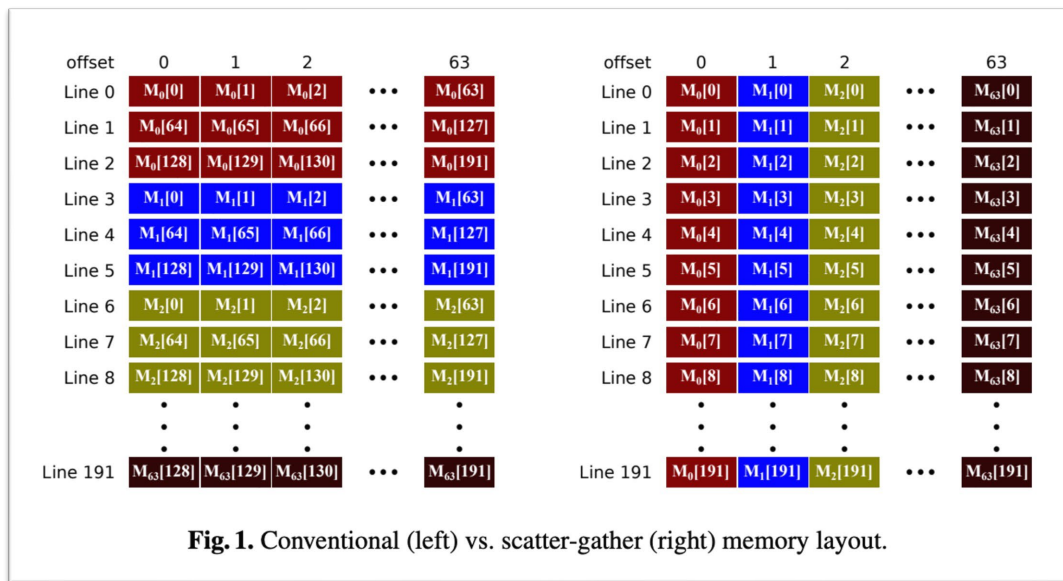 offset 0 1 2 63
Line 0 M₀[0] M₀[1] M₀[2] ••• M₀[63]
Line 1 M₀[64] M₀[65] M₀[66] ••• M₀[127]
Line 2 M₀[128] M₀[129] M₀[130] ••• M₀[191]
Line 3 M₁[0] M₁[1] M₁[2] ••• M₁[63]
Line 4 M₁[64] M₁[65] M₁[66] ••• M₁[127]
Line 5 M₁[128] M₁[129] M₁[130] ••• M₁[191]
Line 6 M₂[0] M₂[1] M₂[2] ••• M₂[63]
Line 7 M₂[64] M₂[65] M₂[66] ••• M₂[127]
Line 8 M₂[128] M₂[129] M₂[130] ••• M₂[191]
Line 191 M₆₃[128] M₆₃[129] M₆₃[130] ••• M₆₃[191]
offset 0 1 2 63
Line 0 M₀[0] M₁[0] M₂[0] ••• M₆₃[0]
Line 1 M₀[1] M₁[1] M₂[1] ••• M₆₃[1]
Line 2 M₀[2] M₁[2] M₂[2] ••• M₆₃[2]
Line 3 M₀[3] M₁[3] M₂[3] ••• M₆₃[3]
Line 4 M₀[4] M₁[4] M₂[4] ••• M₆₃[4]
Line 5 M₀[5] M₁[5] M₂[5] ••• M₆₃[5]
Line 6 M₀[6] M₁[6] M₂[6] ••• M₆₃[6]
Line 7 M₀[7] M₁[7] M₂[7] ••• M₆₃[7]
Line 8 M₀[8] M₁[8] M₂[8] ••• M₆₃[8]
Line 191 M₀[191] M₁[191] M₂[191] ••• M₆₃[191]
Fig. 1. Conventional (left) vs. scatter-gather (right) memory layout.